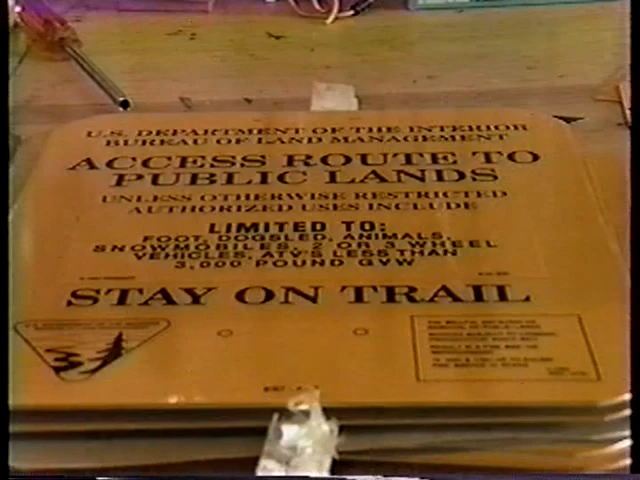 U.S. DEPARTMENT OF THE INTERIOR
BUREAU OF LAND MANAGEMENT
ACCESS ROUTE TO
PUBLIC LANDS
UNLESS OTHERWISE RESTRICTED
AUTHORIZED USES INCLUDE
LIMITED TO:
FOOT, DOGSLED, ANIMALS,
SNOWMOBILES, 2 OR 3 WHEEL
VEHICLES, ATV'S LESS THAN
3,000 POUND GVW
STAY ON TRAIL